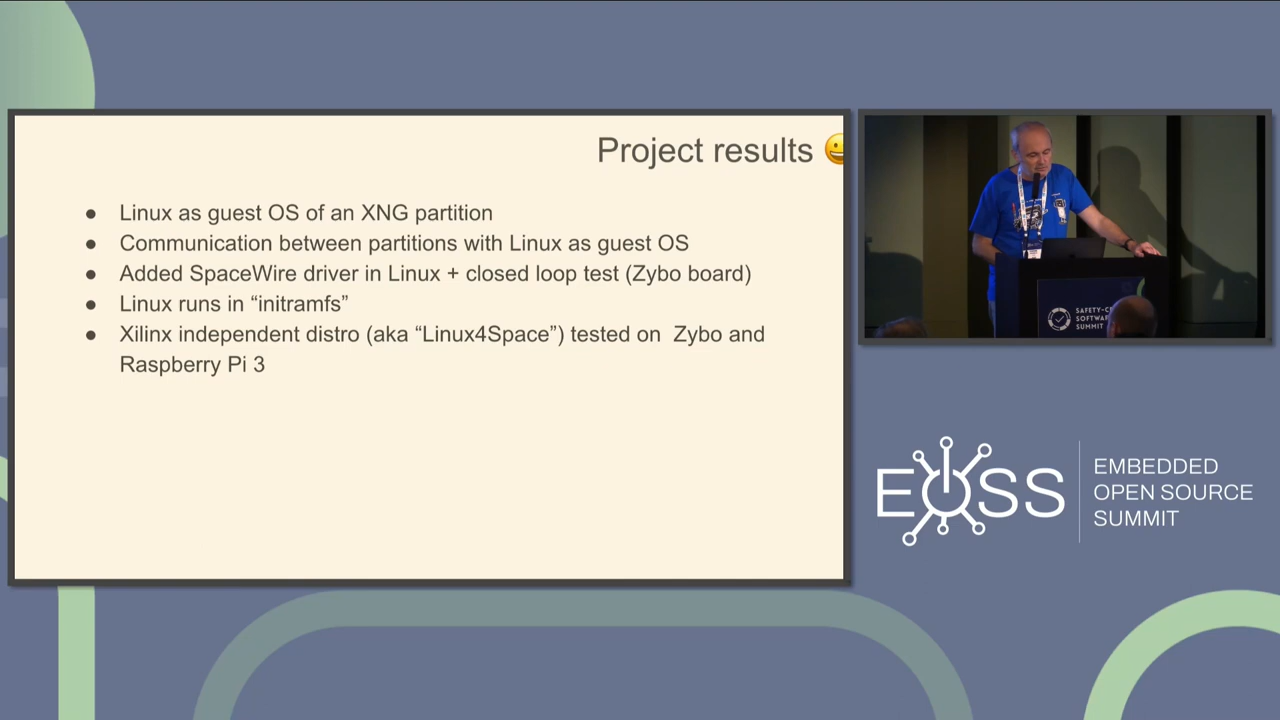 Project results 😀
● Linux as guest OS of an XNG partition
● Communication between partitions with Linux as guest OS
● Added SpaceWire driver in Linux + closed loop test (Zybo board)
● Linux runs in “initramfs”
● Xilinx independent distro (aka “Linux4Space”) tested on Zybo and
Raspberry Pi 3
SUMMIT
EOSS
EMBEDDED
OPEN SOURCE
SUMMIT